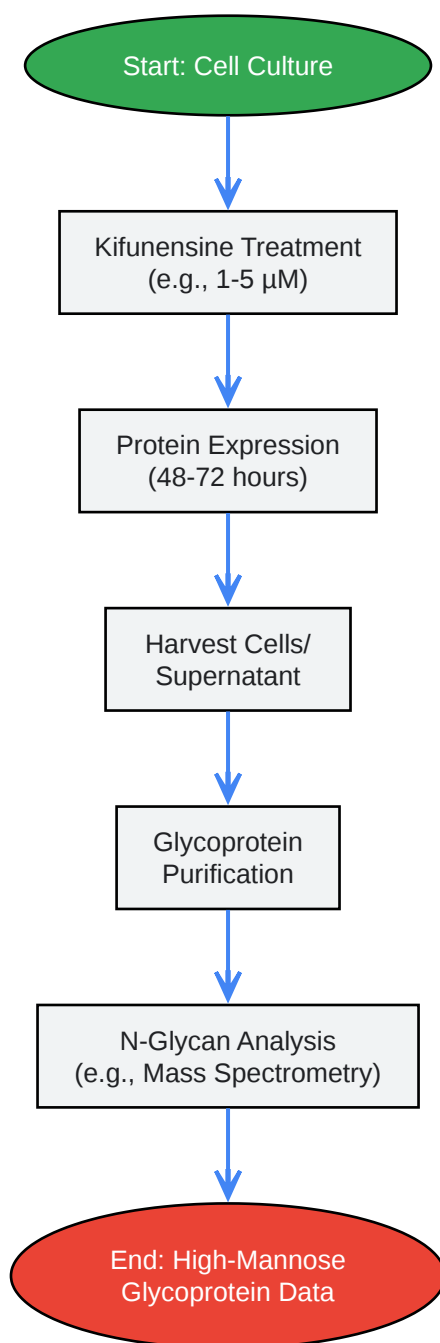 Start: Cell Culture
Kifunensine Treatment
(e.g., 1-5 µM)
Protein Expression
(48-72 hours)
Harvest Cells/
Supernatant
Glycoprotein
Purification
N-Glycan Analysis
(e.g., Mass Spectrometry)
End: High-Mannose
Glycoprotein Data